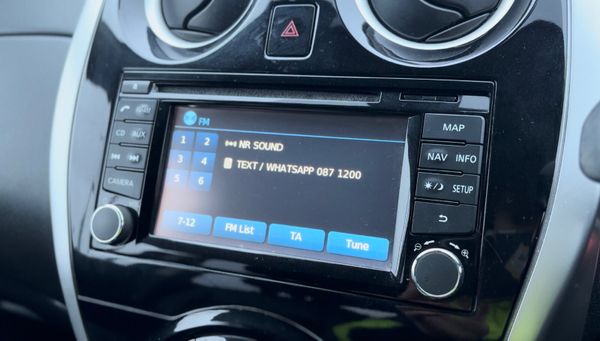 FM
MAP
1 2
NR SOUND
CD AUX
NAV INFO
3 4
TEXT / WHATSAPP 087 1200
5 6
SETUP
CAMERA
7-12
FM List
TA
Tune